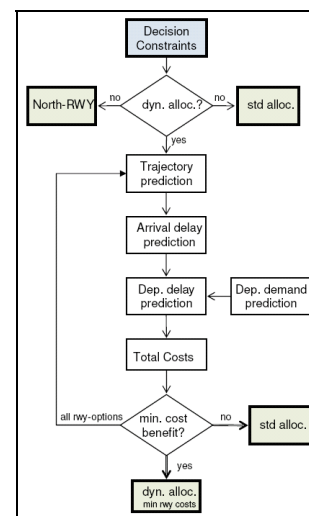 Decision
Constraints
no
no
North-RWY
dyn. alloc.?
std alloc.
yes
Trajectory
prediction
Arrival delay
prediction
Dep. delay
prediction
Dep. demand
prediction
Total Costs
all rwy-options
min. cost
benefit?
no
std alloc.
yes
dyn. alloc.
min rwy costs